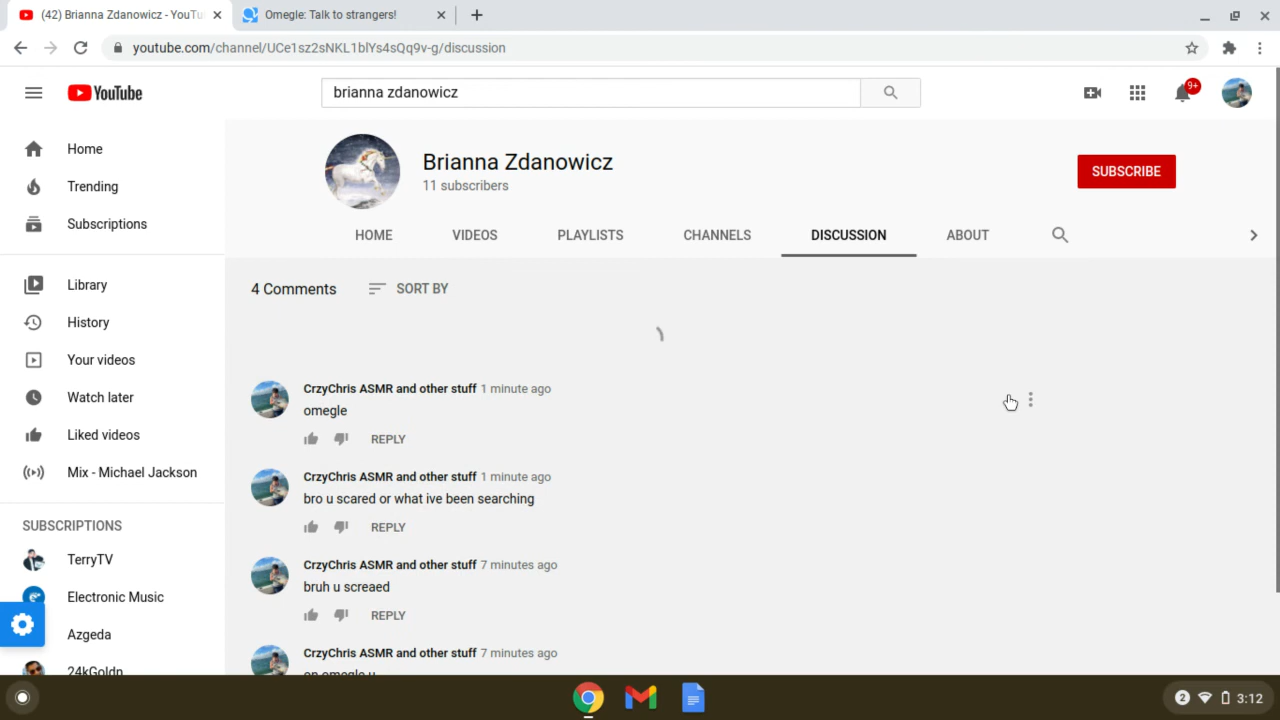 (42) Brianna Zdanowicz - YouTu
Omegle: Talk to strangers!
youtube.com/channel/UCe1sz2sNKL1blYs4sQq9v-g/discussion
YouTube
brianna zdanowicz
9+
Home
Trending
Subscriptions
Library
History
Your videos
Watch later
Liked videos
Mix - Michael Jackson
SUBSCRIPTIONS
TerryTV
Electronic Music
Azgeda
24kGoldn
Brianna Zdanowicz
11 subscribers
SUBSCRIBE
HOME VIDEOS PLAYLISTS CHANNELS DISCUSSION ABOUT
4 Comments SORT BY
CrzyChris ASMR and other stuff 1 minute ago
omegle
REPLY
CrzyChris ASMR and other stuff 1 minute ago
bro u scared or what ive been searching
REPLY
CrzyChris ASMR and other stuff 7 minutes ago
bruh u screaed
REPLY
CrzyChris ASMR and other stuff 7 minutes ago
on omegle u
2 3:12